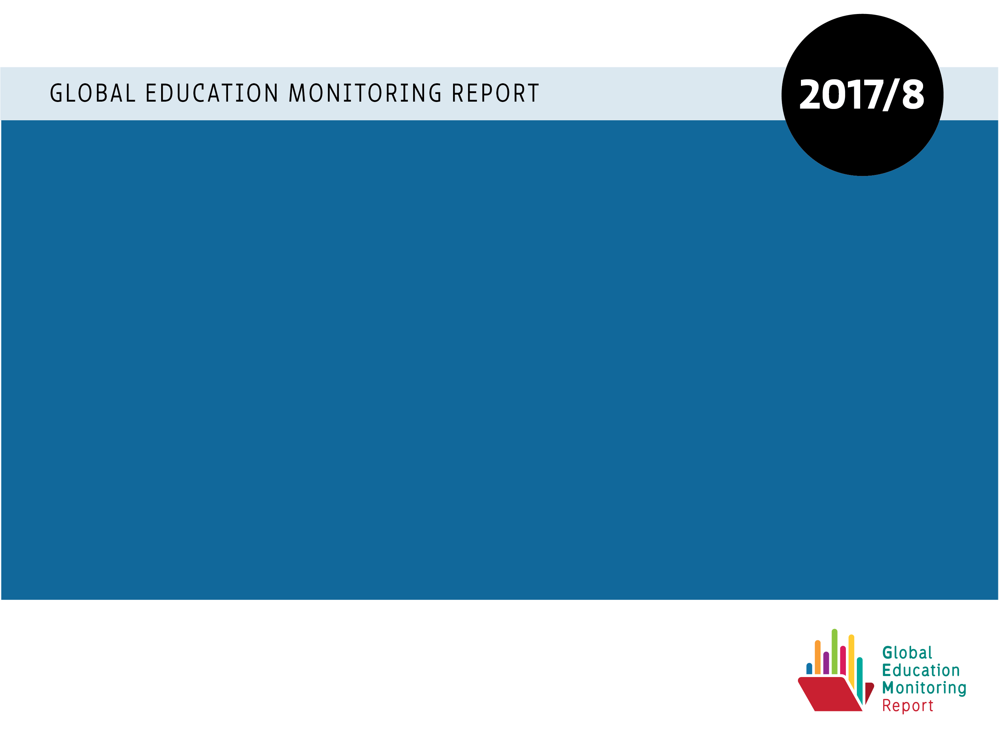 GLOBAL EDUCATION MONITORING REPORT
2017/8
Global
Education
Monitoring
Report